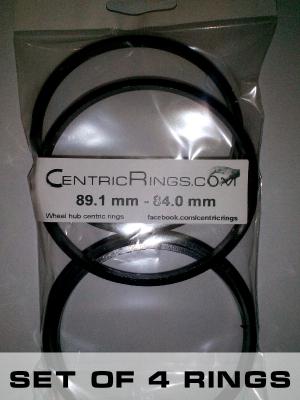 CENTRICRINGS.COM
89.1 mm - 84.0 mm
Wheel hub centric rings
facebook.com/centricrings
SET OF 4 RINGS